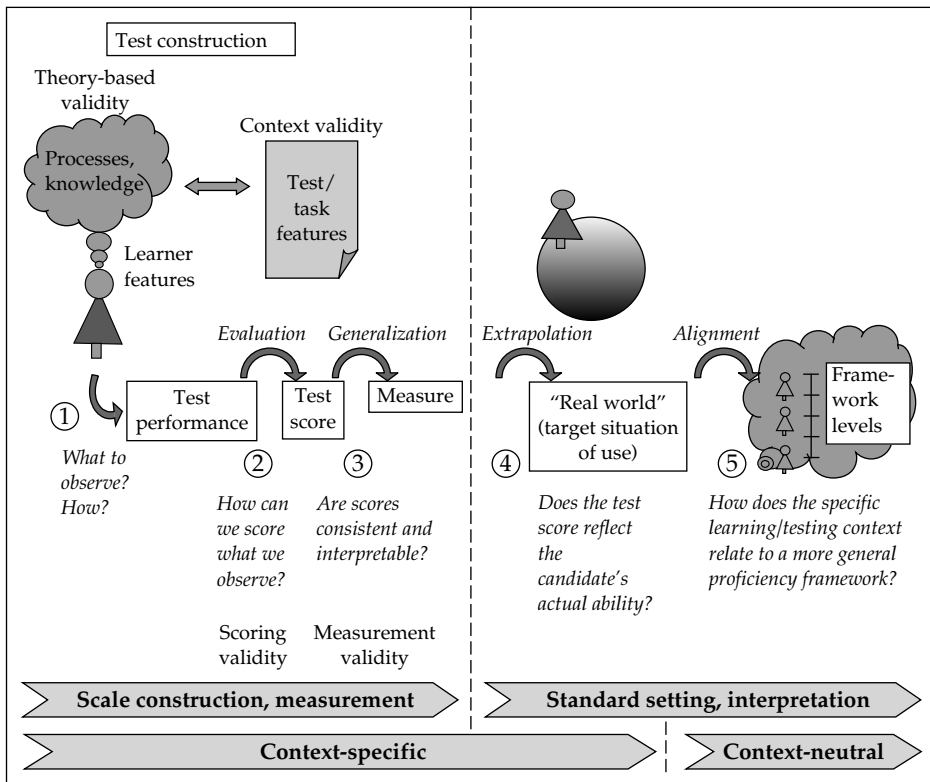 Test construction
Theory-based
validity
Processes,
knowledge
Context validity
Test/
task
features
Learner
features
Evaluation
Generalization
Extrapolation
Alignment
Test
performance
Test
score
Measure
"Real world"
(target situation
of use)
Frame-
work
levels
1
What to
observe?
How?
2
How can
we score
what we
observe?
3
Are scores
consistent and
interpretable?
4
Does the test
score reflect
the
candidate's
actual ability?
5
How does the specific
learning/testing context
relate to a more general
proficiency framework?
Scoring
validity
Measurement
validity
Scale construction, measurement
Standard setting, interpretation
Context-specific
Context-neutral